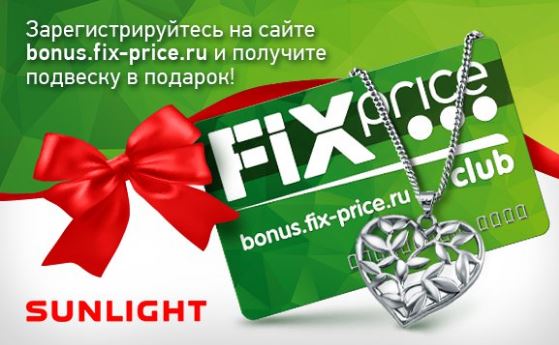 Зарегистрируйтесь на сайте
bonus.fix-price.ru и получите
подвеску в подарок!
FiX price
club
bonus.fix-price.ru
SUNLIGHT